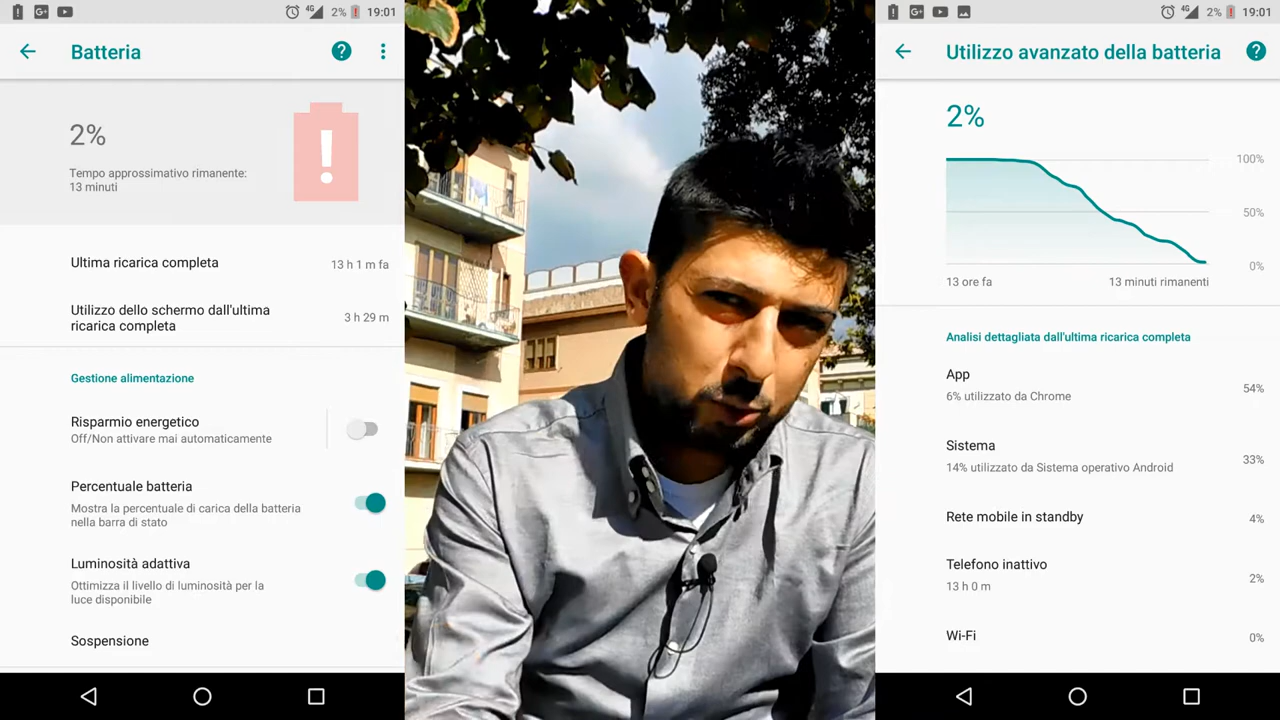 4G 2% 19:01
Batteria
2%
Tempo approssimativo rimanente:
13 minuti
Ultima ricarica completa 13 h 1 m fa
Utilizzo dello schermo dall'ultima
ricarica completa 3 h 29 m
Gestione alimentazione
Risparmio energetico
Off/Non attivare mai automaticamente
Percentuale batteria
Mostra la percentuale di carica della batteria
nella barra di stato
Luminosità adattiva
Ottimizza il livello di luminosità per la
luce disponibile
Sospensione
4G 2% 19:01
Utilizzo avanzato della batteria
2%
100%
50%
0%
13 ore fa 13 minuti rimanenti
Analisi dettagliata dall'ultima ricarica completa
App 54%
6% utilizzato da Chrome
Sistema 33%
14% utilizzato da Sistema operativo Android
Rete mobile in standby 4%
Telefono inattivo 2%
13 h 0 m
Wi-Fi 0%